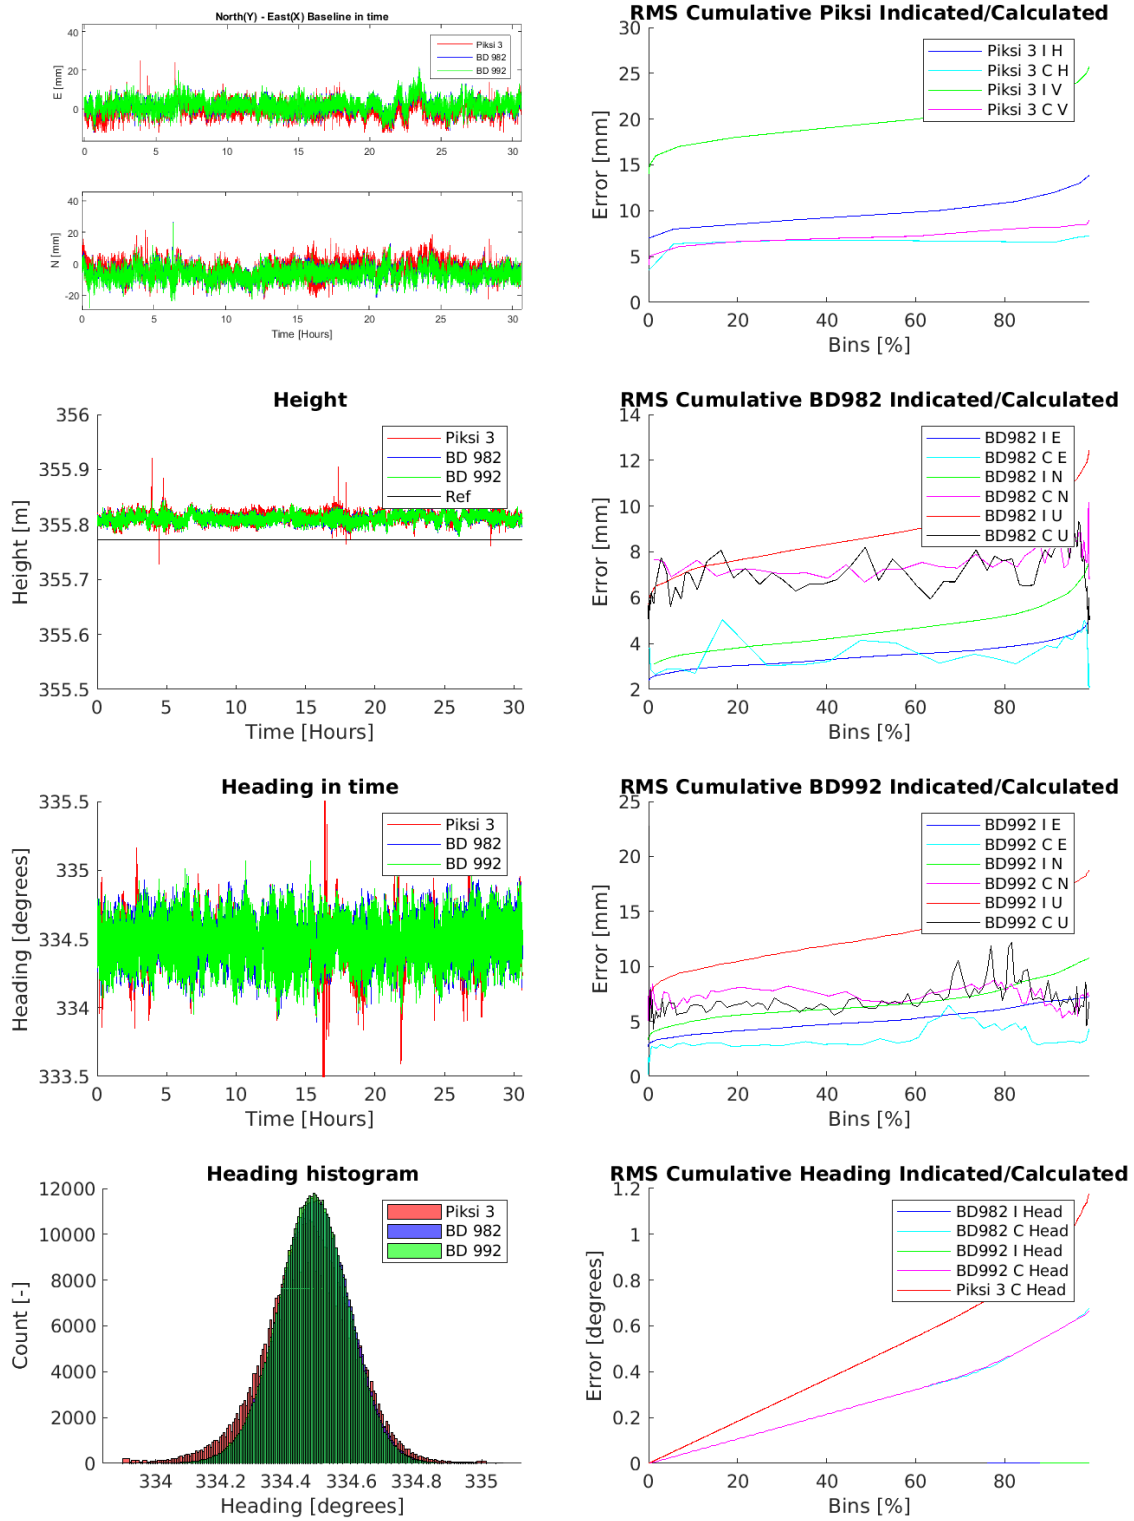 North(Y) - East(X) Baseline in time
40
20
0
E [mm]
Piksi 3
BD 982
BD 992
0 5 10 15 20 25 30
40
20
0
-20
N [mm]
0 5 10 15 20 25 30
Time [Hours]
RMS Cumulative Piksi Indicated/Calculated
30
25
20
15
10
5
0
Error [mm]
Piksi 3 I H
Piksi 3 C H
Piksi 3 I V
Piksi 3 C V
0 20 40 60 80
Bins [%]
Height
356
355.9
355.8
355.7
355.6
355.5
Height [m]
Piksi 3
BD 982
BD 992
Ref
0 5 10 15 20 25 30
Time [Hours]
RMS Cumulative BD982 Indicated/Calculated
14
12
10
8
6
4
2
Error [mm]
BD982 I E
BD982 C E
BD982 I N
BD982 C N
BD982 I U
BD982 C U
0 20 40 60 80
Bins [%]
Heading in time
335.5
335
334.5
334
333.5
Heading [degrees]
Piksi 3
BD 982
BD 992
0 5 10 15 20 25 30
Time [Hours]
RMS Cumulative BD992 Indicated/Calculated
25
20
15
10
5
0
Error [mm]
BD992 I E
BD992 C E
BD992 I N
BD992 C N
BD992 I U
BD992 C U
0 20 40 60 80
Bins [%]
Heading histogram
12000
10000
8000
6000
4000
2000
0
Count [-]
Piksi 3
BD 982
BD 992
334 334.2 334.4 334.6 334.8 335
Heading [degrees]
RMS Cumulative Heading Indicated/Calculated
1.2
1
0.8
0.6
0.4
0.2
0
Error [degrees]
BD982 I Head
BD982 C Head
BD992 I Head
BD992 C Head
Piksi 3 C Head
0 20 40 60 80
Bins [%]